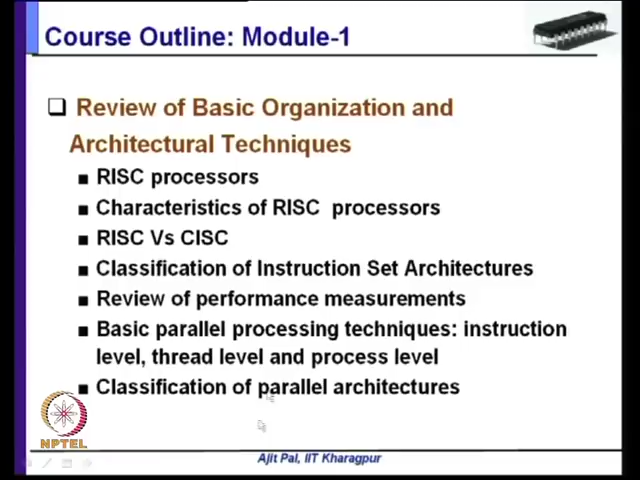 Course Outline: Module-1
Review of Basic Organization and
Architectural Techniques
RISC processors
Characteristics of RISC processors
RISC Vs CISC
Classification of Instruction Set Architectures
Review of performance measurements
Basic parallel processing techniques: instruction
level, thread level and process level
Classification of parallel architectures
NPTEL
Ajit Pal, IIT Kharagpur